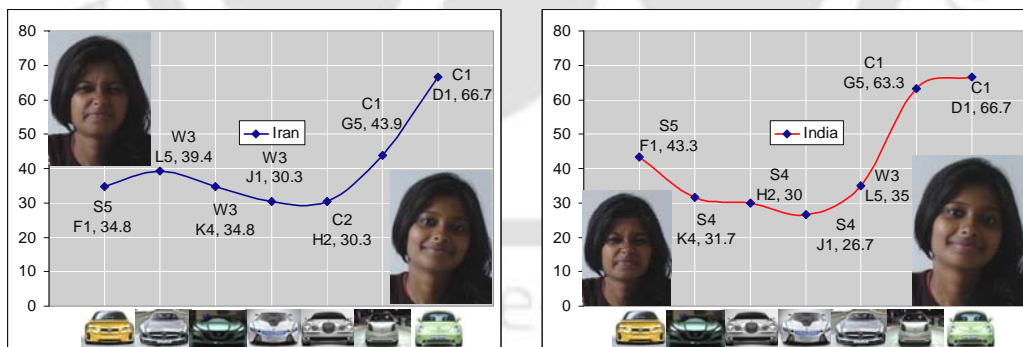 80
70
60
50
40
30
20
10
0
Iran
S5
F1, 34.8
W3
L5, 39.4
W3
K4, 34.8
W3
J1, 30.3
C2
H2, 30.3
C1
G5, 43.9
C1
D1, 66.7
80
70
60
50
40
30
20
10
0
India
S5
F1, 43.3
S4
K4, 31.7
S4
H2, 30
S4
J1, 26.7
W3
L5, 35
C1
G5, 63.3
C1
D1, 66.7